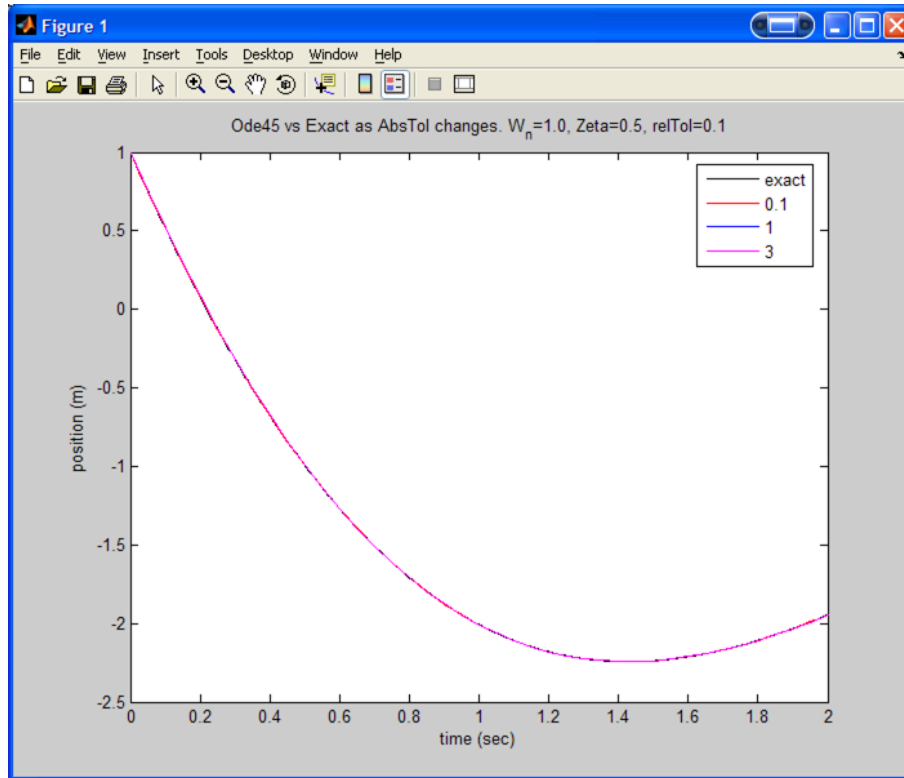 Figure 1
File Edit View Insert Tools Desktop Window Help
Ode45 vs Exact as AbsTol changes. W_n=1.0, Zeta=0.5, relTol=0.1
exact
0.1
1
3
1
0.5
0
-0.5
-1
-1.5
-2
-2.5
position (m)
0 0.2 0.4 0.6 0.8 1 1.2 1.4 1.6 1.8 2
time (sec)